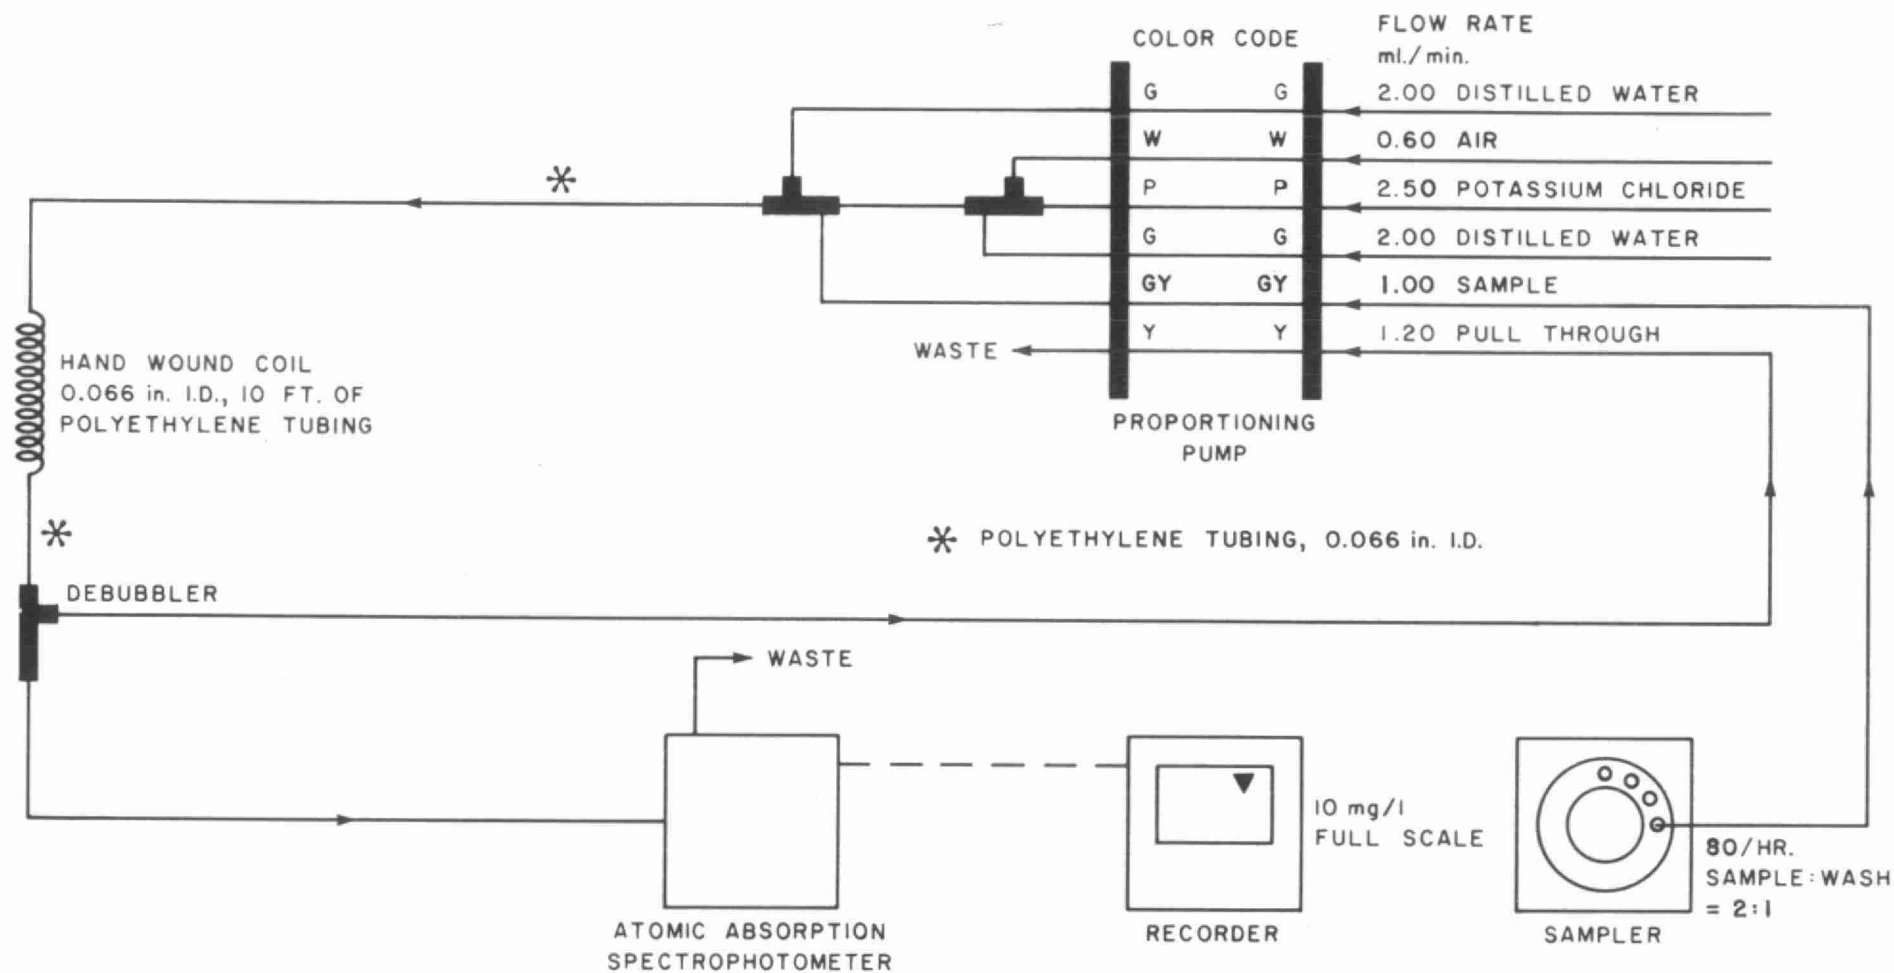 COLOR CODE
FLOW RATE
ml./min.
G G 2.00 DISTILLED WATER
W W 0.60 AIR
P P 2.50 POTASSIUM CHLORIDE
G G 2.00 DISTILLED WATER
GY GY 1.00 SAMPLE
WASTE Y Y 1.20 PULL THROUGH
PROPORTIONING
PUMP
*
HAND WOUND COIL
0.066 in. I.D., 10 FT. OF
POLYETHYLENE TUBING
*
* POLYETHYLENE TUBING, 0.066 in. I.D.
DEBUBBLER
WASTE
ATOMIC ABSORPTION
SPECTROPHOTOMETER
10 mg/l
FULL SCALE
RECORDER
80/HR.
SAMPLE:WASH
= 2:1
SAMPLER